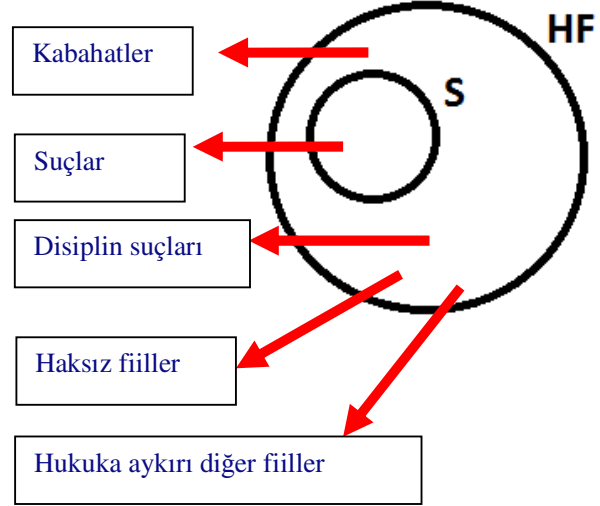 HF
Kabahatler
S
Suçlar
Disiplin suçları
Haksız fiiller
Hukuka aykırı diğer fiiller